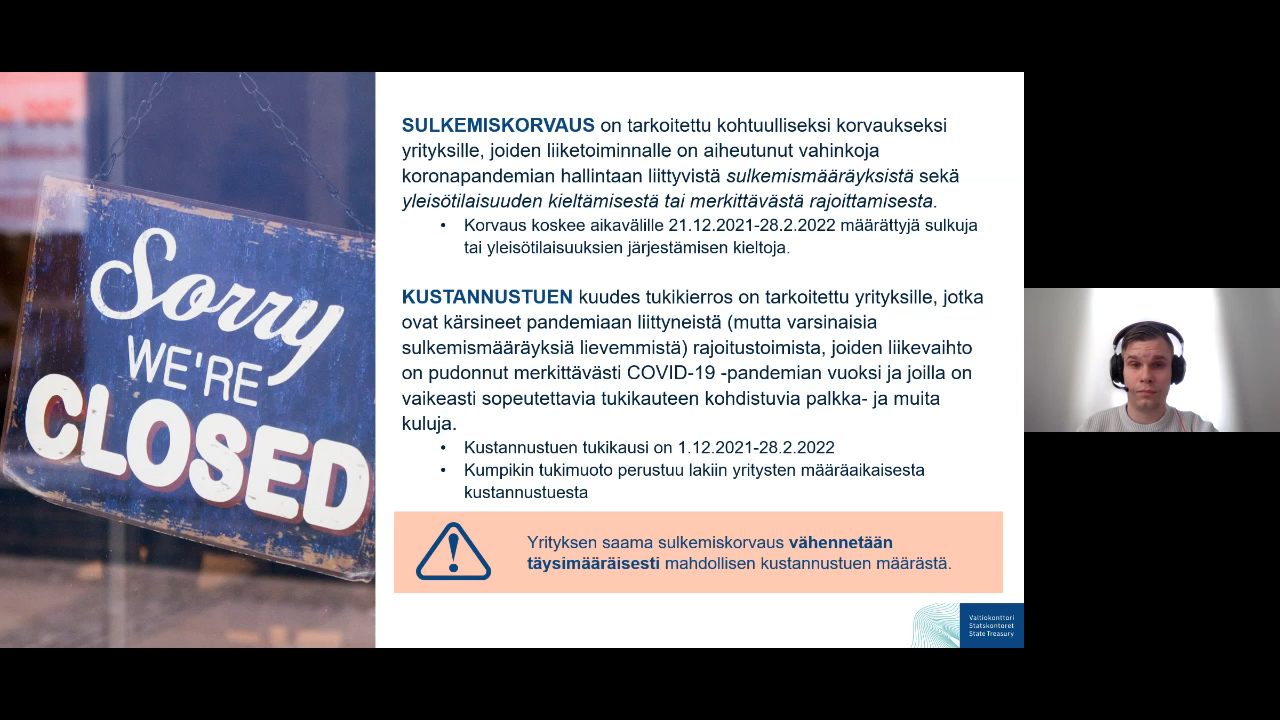 Sorry
WE'RE
CLOSED
SULKEMISKORVAUS on tarkoitettu kohtuulliseksi korvaukseksi
yrityksille, joiden liiketoiminnalle on aiheutunut vahinkoja
koronapandemian hallintaan liittyvistä sulkemismääräyksistä sekä
yleisötilaisuuden kieltämisestä tai merkittävästä rajoittamisesta.
• Korvaus koskee aikavälille 21.12.2021-28.2.2022 määrättyjä sulkuja
tai yleisötilaisuuksien järjestämisen kieltoja.
KUSTANNUSTUEN kuudes tukikierros on tarkoitettu yrityksille, jotka
ovat kärsineet pandemiaan liittyneistä (mutta varsinaisia
sulkemismääräyksiä lievemmistä) rajoitustoimista, joiden liikevaihto
on pudonnut merkittävästi COVID-19 -pandemian vuoksi ja joilla on
vaikeasti sopeutettavia tukikauteen kohdistuvia palkka- ja muita
kuluja.
• Kustannustuen tukikausi on 1.12.2021-28.2.2022
• Kumpikin tukimuoto perustuu lakiin yritysten määräaikaisesta
kustannustuesta
Yrityksen saama sulkemiskorvaus vähennetään
täysimääräisesti mahdollisen kustannustuen määrästä.
Valtiokonttori
Statskontoret
State Treasury